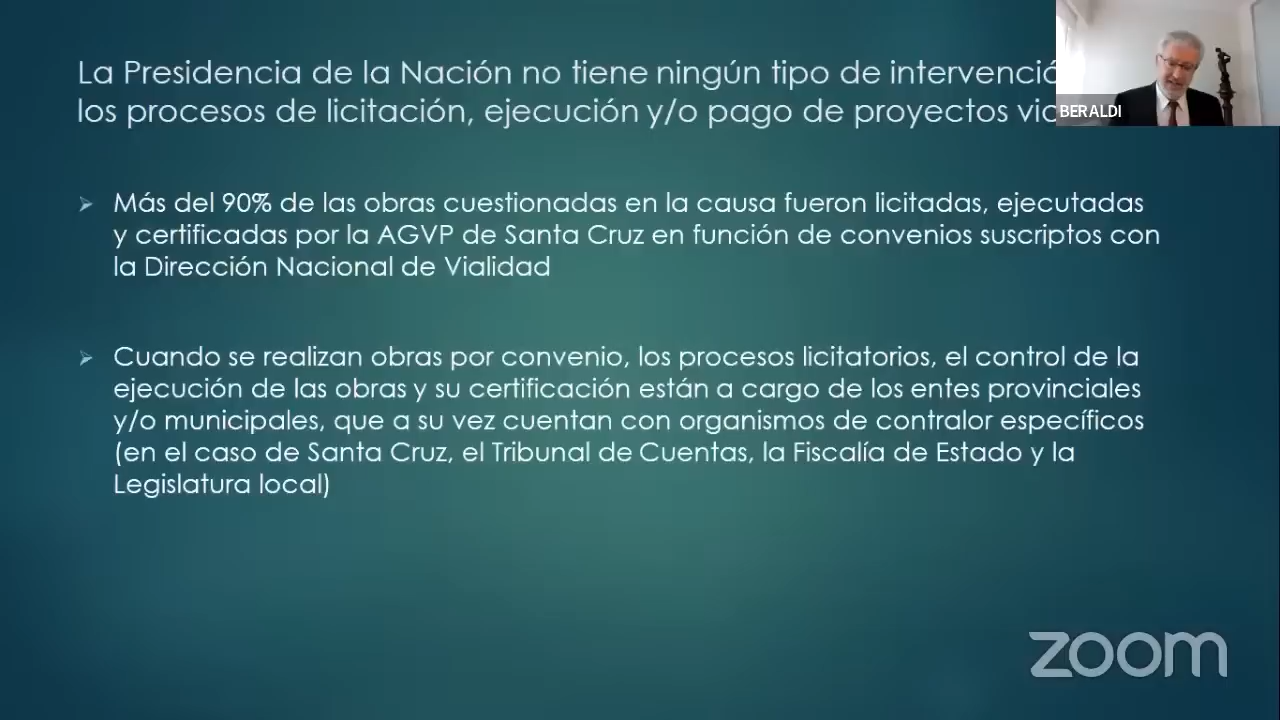 La Presidencia de la Nación no tiene ningún tipo de
los procesos de licitación, ejecución y/o pago de proyectos
BERALDI
Más del 90% de las obras cuestionadas en la causa fueron licitadas, ejecutadas
y certificadas por la AGVP de Santa Cruz en función de convenios suscriptos con
la Dirección Nacional de Vialidad
Cuando se realizan obras por convenio, los procesos licitatorios, el control de la
ejecución de las obras y su certificación están a cargo de los entes provinciales
y/o municipales, que a su vez cuentan con organismos de contralor específicos
(en el caso de Santa Cruz, el Tribunal de Cuentas, la Fiscalía de Estado y la
Legislatura local)
zoom